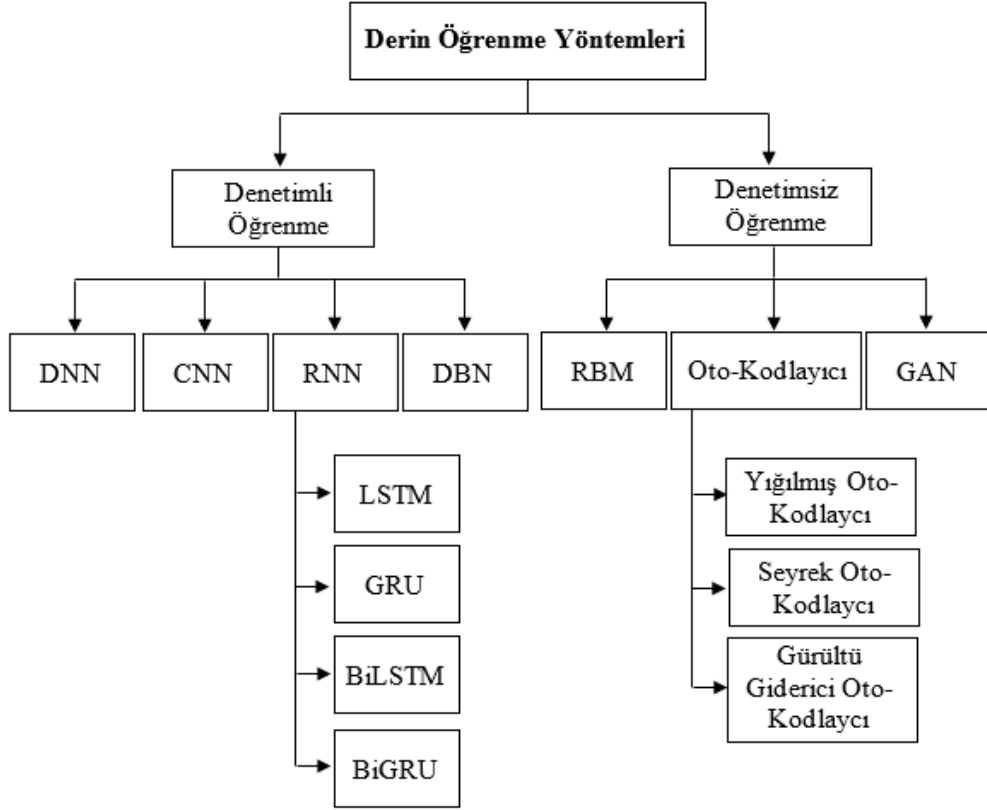 Derin Öğrenme Yöntemleri
Denetimli
Öğrenme
Denetimsiz
Öğrenme
DNN
CNN
RNN
DBN
RBM
Oto-Kodlayıcı
GAN
LSTM
GRU
BiLSTM
BiGRU
Yığılmış Oto-
Kodlaycı
Seyrek Oto-
Kodlaycı
Gürültü
Giderici Oto-
Kodlaycı